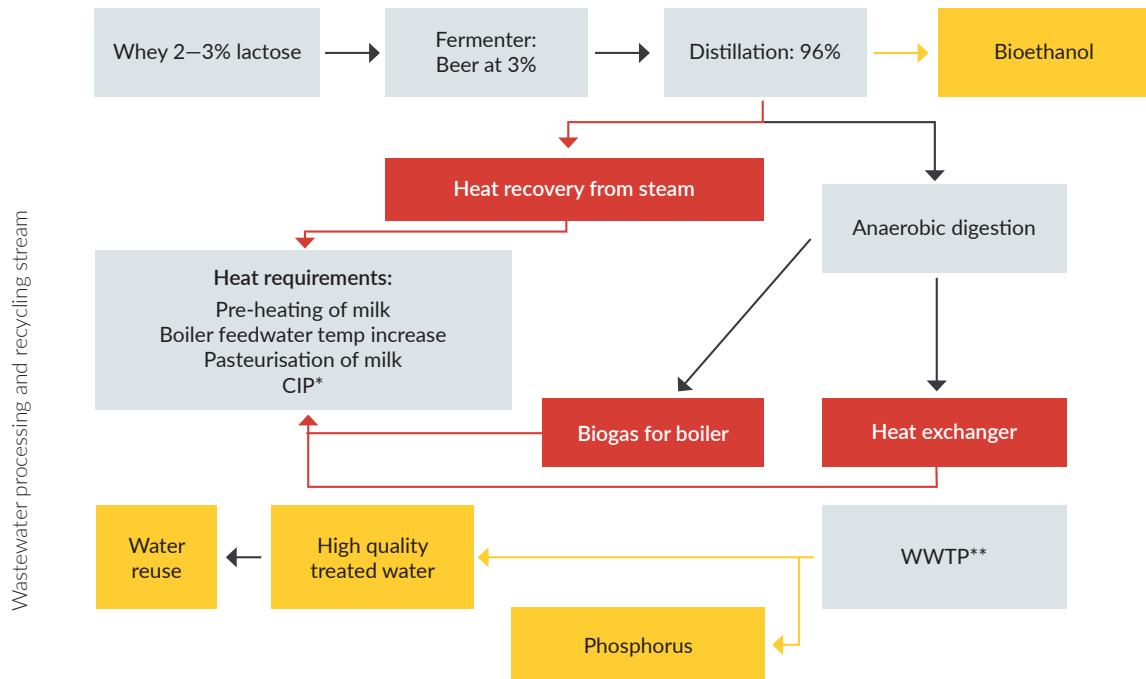 Whey 2—3% lactose
Fermenter:
Beer at 3%
Distillation: 96%
Bioethanol
Heat recovery from steam
Anaerobic digestion
Heat requirements:
Pre-heating of milk
Boiler feedwater temp increase
Pasteurisation of milk
CIP*
Biogas for boiler
Heat exchanger
Water
reuse
High quality
treated water
WWTP**
Phosphorus
Wastewater processing and recycling stream